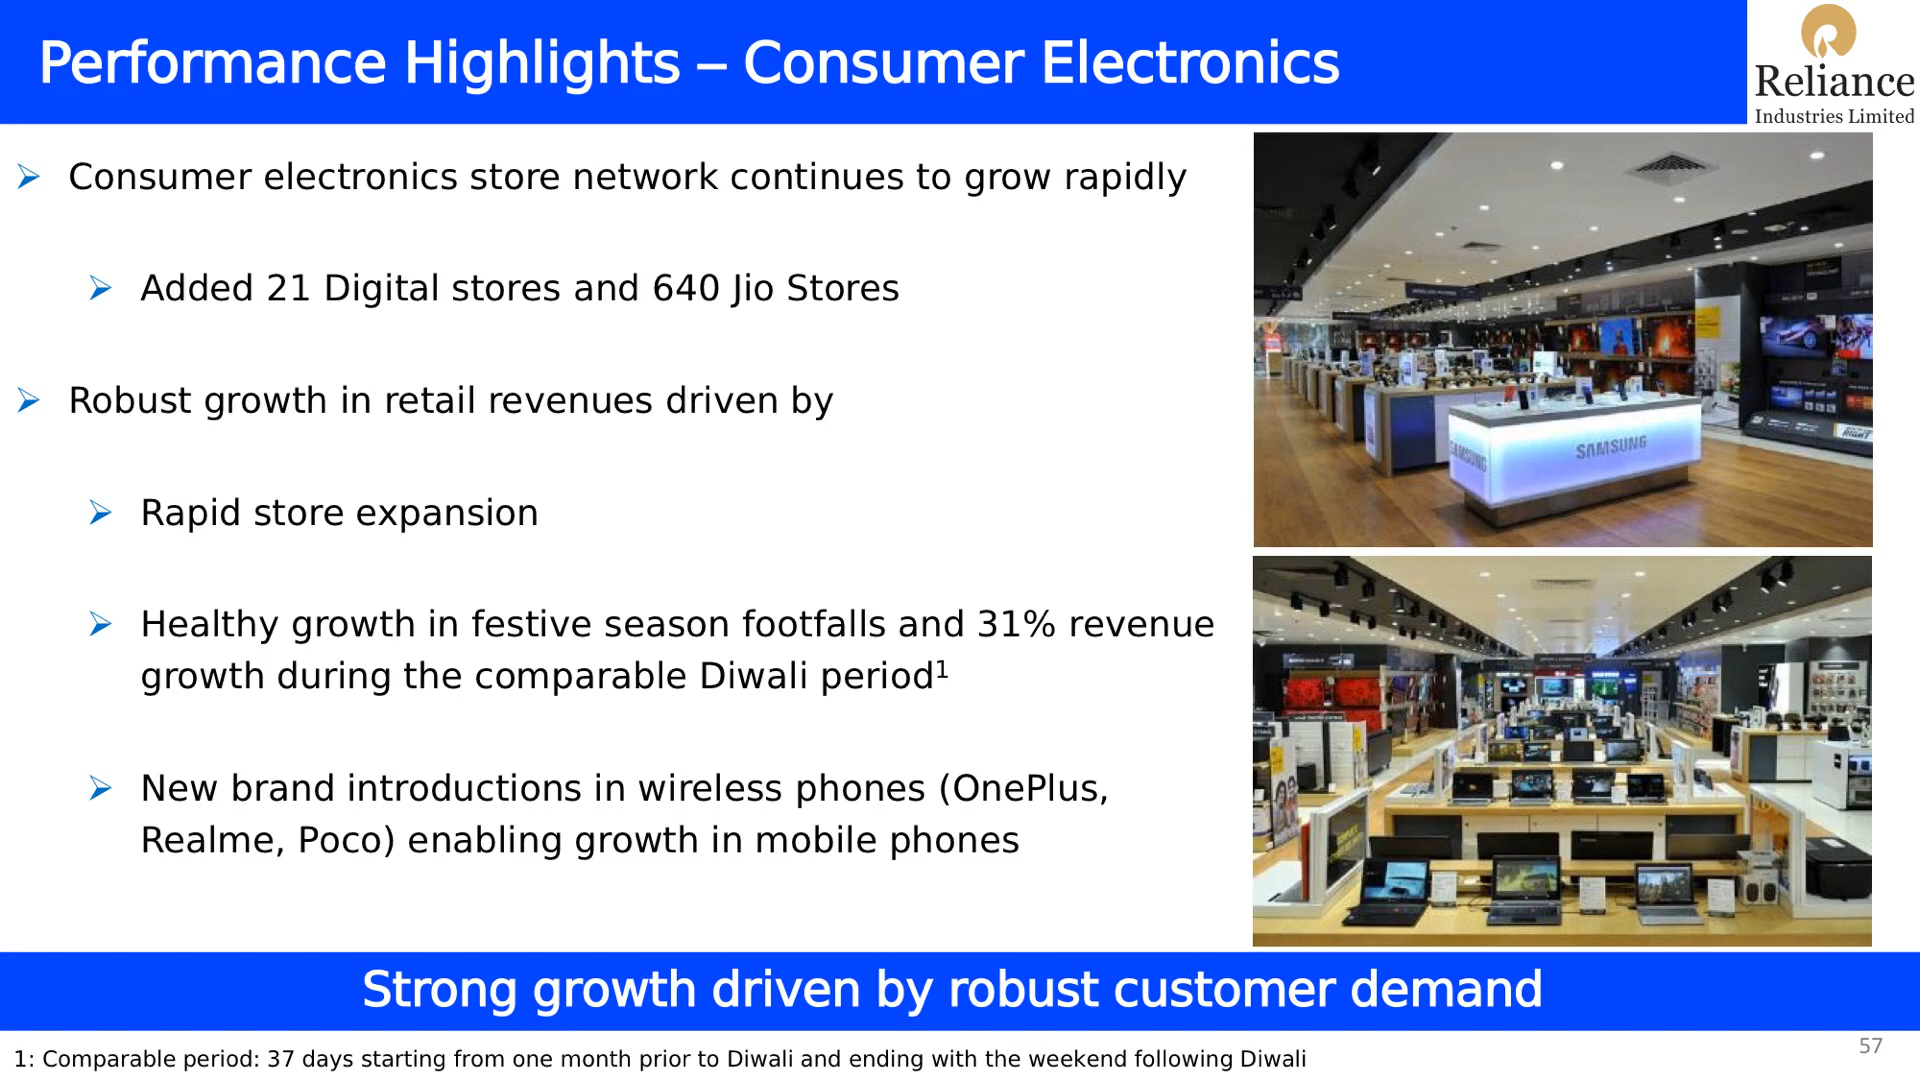 Performance Highlights – Consumer Electronics
Reliance
Industries Limited
➢ Consumer electronics store network continues to grow rapidly
➢ Added 21 Digital stores and 640 Jio Stores
➢ Robust growth in retail revenues driven by
➢ Rapid store expansion
➢ Healthy growth in festive season footfalls and 31% revenue
growth during the comparable Diwali period¹
➢ New brand introductions in wireless phones (OnePlus,
Realme, Poco) enabling growth in mobile phones
SAMSUNG
SAMSUNG
Strong growth driven by robust customer demand
1: Comparable period: 37 days starting from one month prior to Diwali and ending with the weekend following Diwali
57